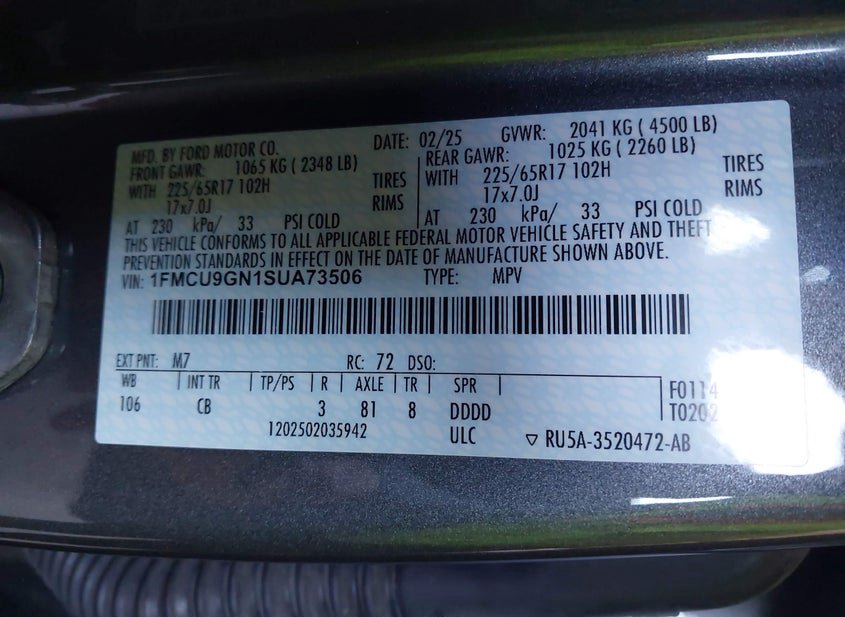 MFD. BY FORD MOTOR CO. DATE: 02/25 GVWR: 2041 KG ( 4500 LB)
FRONT GAWR: 1065 KG ( 2348 LB) REAR GAWR: 1025 KG ( 2260 LB)
WITH 225/65R17 102H TIRES WITH 225/65R17 102H TIRES
17x7.0J RIMS 17x7.0J RIMS
AT 230 kPa/ 33 PSI COLD AT 230 kPa/ 33 PSI COLD
THIS VEHICLE CONFORMS TO ALL APPLICABLE FEDERAL MOTOR VEHICLE SAFETY AND THEFT
PREVENTION STANDARDS IN EFFECT ON THE DATE OF MANUFACTURE SHOWN ABOVE.
VIN: 1FMCU9GN1SUA73506 TYPE: MPV
EXT PNT: M7 RC: 72 DSO:
WB INT TR TP/PS R AXLE TR SPR F0114
106 CB 3 81 8 DDDD T0202
1202502035942 ULC ▽ RU5A-3520472-AB